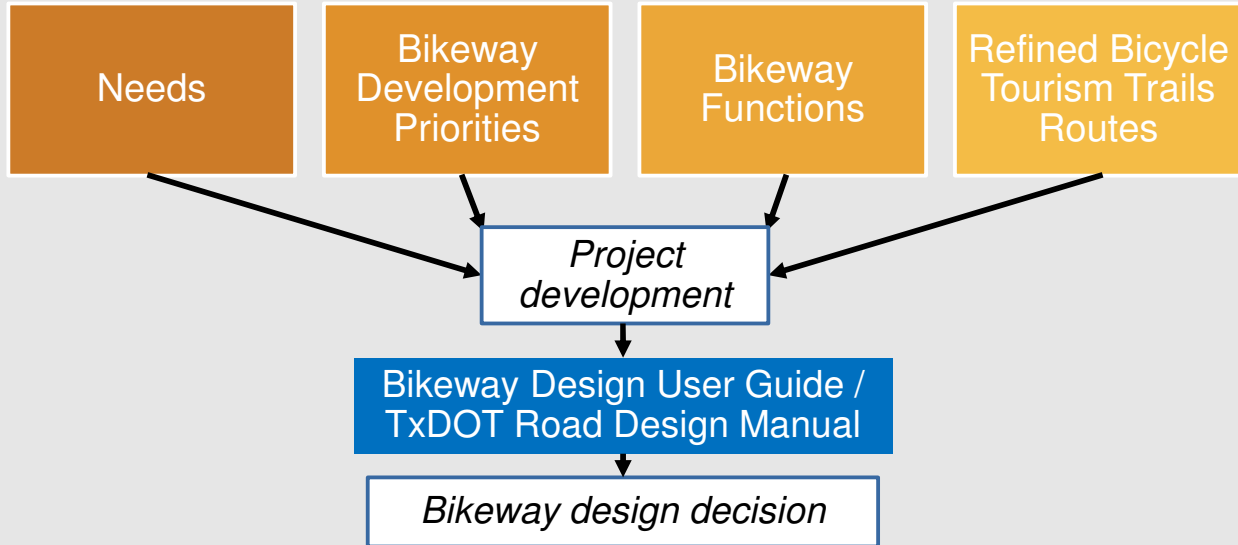 Needs
Bikeway
Development
Priorities
Bikeway
Functions
Refined Bicycle
Tourism Trails
Routes
Project
development
Bikeway Design User Guide /
TxDOT Road Design Manual
Bikeway design decision